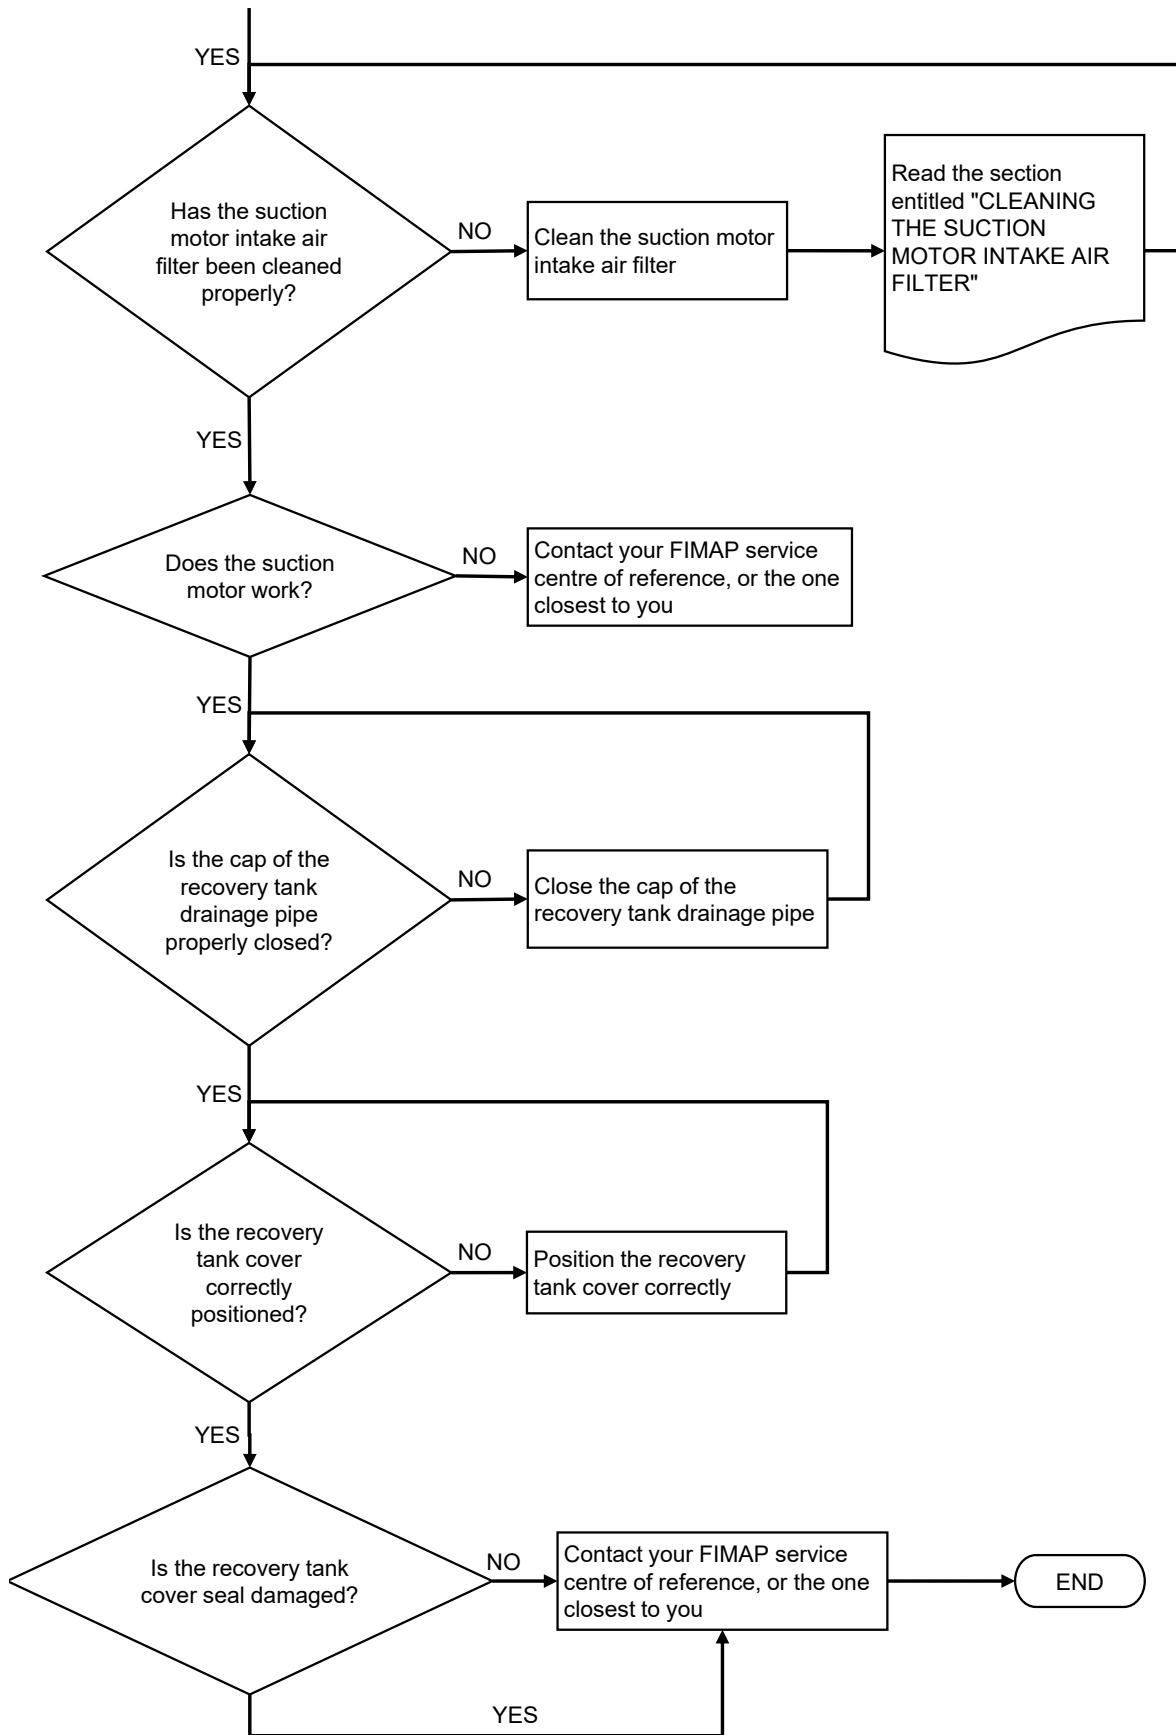 YES
Has the suction
motor intake air
filter been cleaned
properly?
NO
Clean the suction motor
intake air filter
Read the section
entitled "CLEANING
THE SUCTION
MOTOR INTAKE AIR
FILTER"
YES
Does the suction
motor work?
NO
Contact your FIMAP service
centre of reference, or the one
closest to you
YES
Is the cap of the
recovery tank
drainage pipe
properly closed?
NO
Close the cap of the
recovery tank drainage pipe
YES
Is the recovery
tank cover
correctly
positioned?
NO
Position the recovery
tank cover correctly
YES
Is the recovery tank
cover seal damaged?
NO
Contact your FIMAP service
centre of reference, or the one
closest to you
END
YES